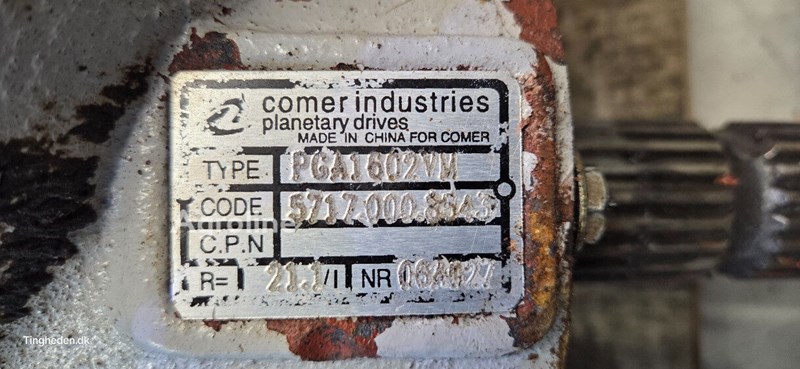 comer industries
planetary drives
MADE IN CHINA FOR COMER
TYPE PGA1602VM
CODE 5717.000.
C.P.N
R= 21.1/1 NR
Tingheden.dk